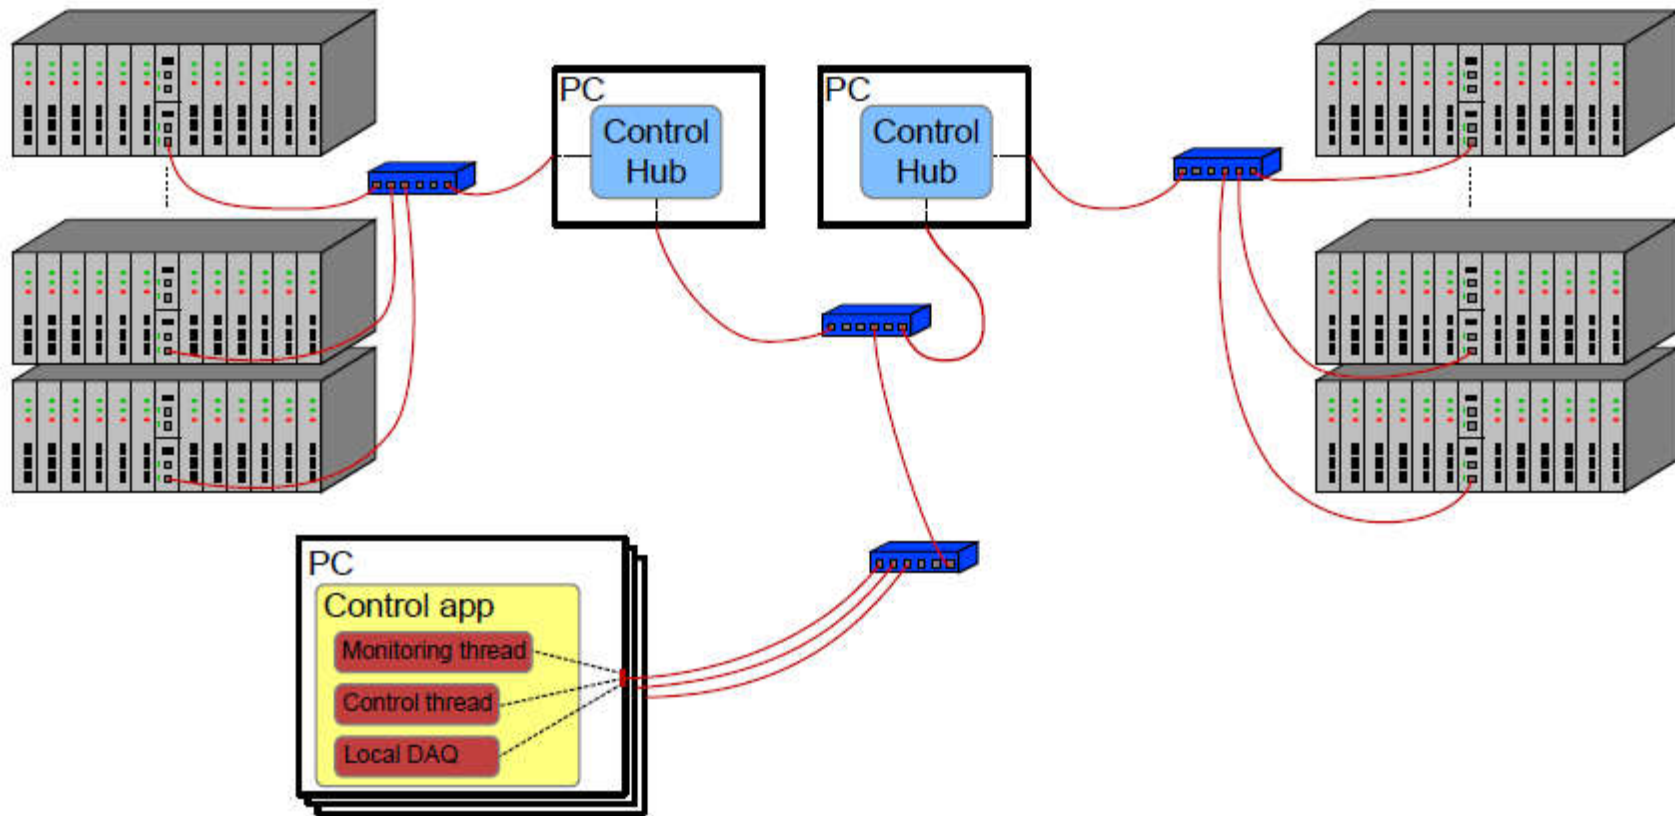 PC
Control
Hub
PC
Control
Hub
PC
Control app
Monitoring thread
Control thread
Local DAQ